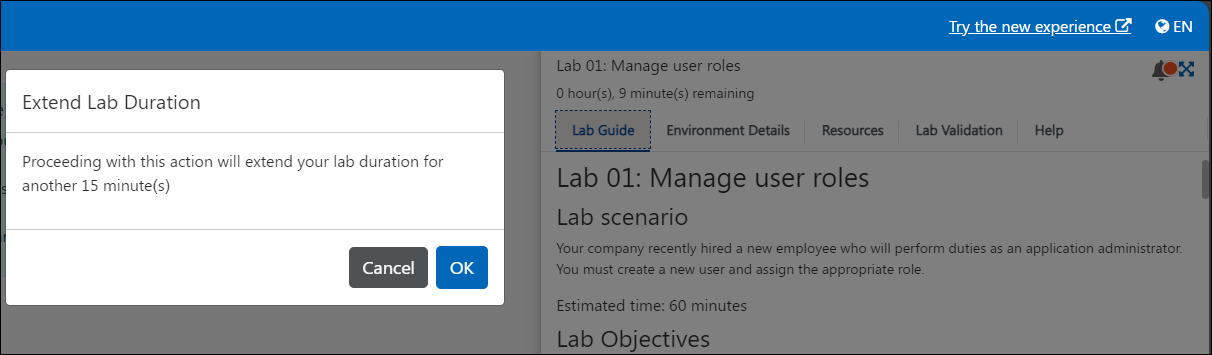 Try the new experience
EN
Extend Lab Duration
Proceeding with this action will extend your lab duration for
another 15 minute(s)
Cancel
OK
Lab 01: Manage user roles
0 hour(s), 9 minute(s) remaining
Lab Guide
Environment Details
Resources
Lab Validation
Help
Lab 01: Manage user roles
Lab scenario
Your company recently hired a new employee who will perform duties as an application administrator.
You must create a new user and assign the appropriate role.
Estimated time: 60 minutes
Lab Objectives